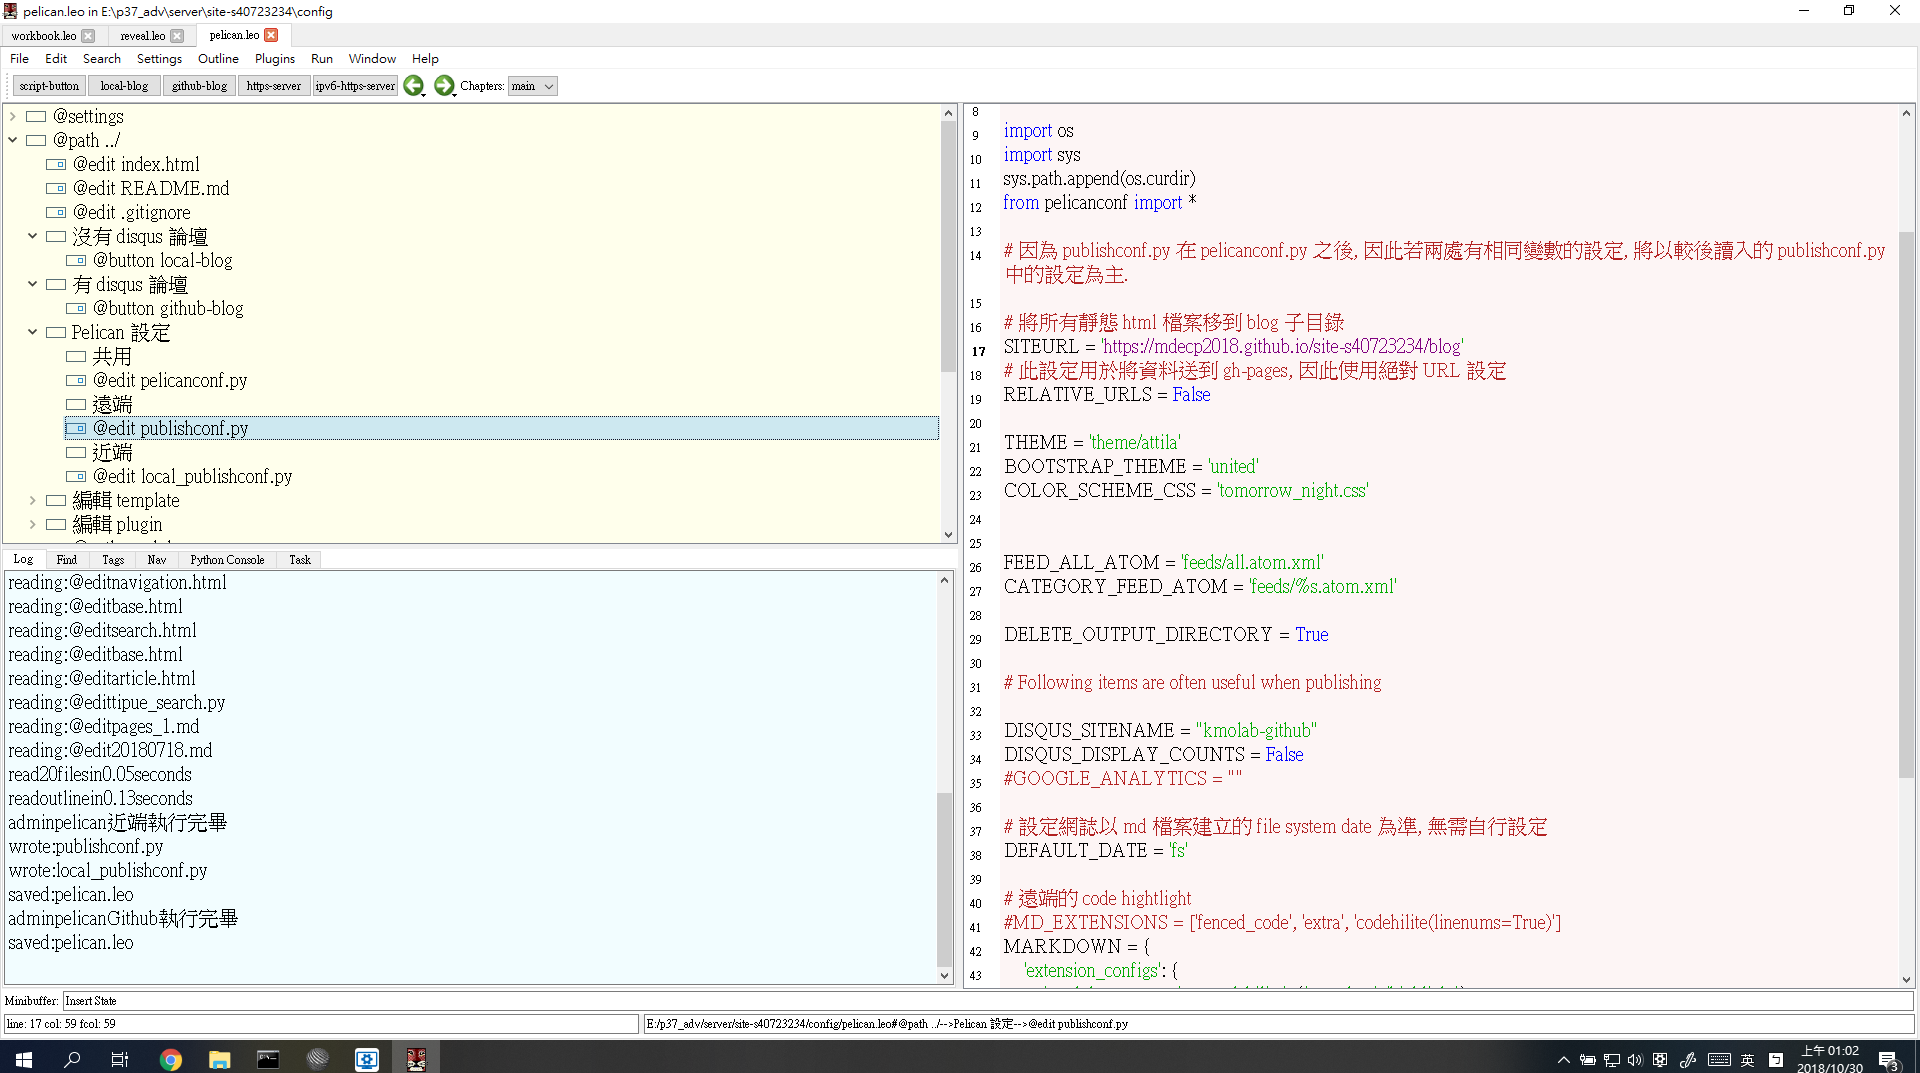 pelican.leo in E:\p37_adv\server\site-s40723234\config
workbook.leo
reveal.leo
pelican.leo
File Edit Search Settings Outline Plugins Run Window Help
script-button local-blog github-blog https-server ipv6-https-server Chapters: main
@settings
@path ../
@edit index.html
@edit README.md
@edit .gitignore
沒有 disqus 論壇
@button local-blog
有 disqus 論壇
@button github-blog
Pelican 設定
共用
@edit pelicanconf.py
遠端
@edit publishconf.py
近端
@edit local_publishconf.py
編輯 template
編輯 plugin
Log Find Tags Nav Python Console Task
reading:@editnavigation.html
reading:@editbase.html
reading:@editsearch.html
reading:@editbase.html
reading:@editarticle.html
reading:@edittipue_search.py
reading:@editpages_1.md
reading:@edit20180718.md
read20filesin0.05seconds
readoutlinein0.13seconds
adminpelican近端執行完畢
wrote:publishconf.py
wrote:local_publishconf.py
saved:pelican.leo
adminpelicanGithub執行完畢
saved:pelican.leo
8
9 import os
10 import sys
11 sys.path.append(os.curdir)
12 from pelicanconf import *
13
14 # 因為 publishconf.py 在 pelicanconf.py 之後, 因此若兩處有相同變數的設定, 將以較後讀入的 publishconf.py
中的設定為主.
15
16 # 將所有靜態 html 檔案移到 blog 子目錄
17 SITEURL = 'https://mdecp2018.github.io/site-s40723234/blog'
18 # 此設定用於將資料送到 gh-pages, 因此使用絕對 URL 設定
19 RELATIVE_URLS = False
20
21 THEME = 'theme/attila'
22 BOOTSTRAP_THEME = 'united'
23 COLOR_SCHEME_CSS = 'tomorrow_night.css'
24
25
26 FEED_ALL_ATOM = 'feeds/all.atom.xml'
27 CATEGORY_FEED_ATOM = 'feeds/%s.atom.xml'
28
29 DELETE_OUTPUT_DIRECTORY = True
30
31 # Following items are often useful when publishing
32
33 DISQUS_SITENAME = "kmolab-github"
34 DISQUS_DISPLAY_COUNTS = False
35 #GOOGLE_ANALYTICS = ""
36
37 # 設定網誌以 md 檔案建立的 file system date 為準, 無需自行設定
38 DEFAULT_DATE = 'fs'
39
40 # 遠端的 code hightlight
41 #MD_EXTENSIONS = ['fenced_code', 'extra', 'codehilite(linenums=True)']
42 MARKDOWN = {
43 'extension_configs': {
Minibuffer: Insert State
line: 17 col: 59 fcol: 59
E:/p37_adv/server/site-s40723234/config/pelican.leo#@path ../-->Pelican 設定-->@edit publishconf.py
英
上午 01:02
2018/10/30
3